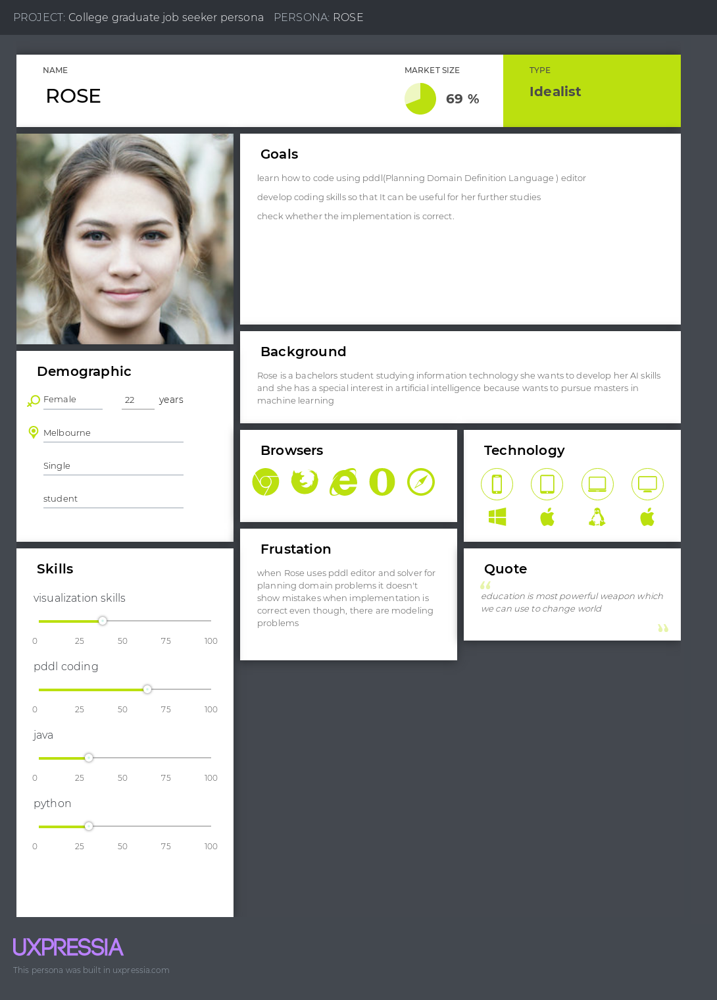 PROJECT: College graduate job seeker persona PERSONA: ROSE
NAME
ROSE
MARKET SIZE
69 %
TYPE
Idealist
Goals
learn how to code using pddl(Planning Domain Definition Language ) editor
develop coding skills so that It can be useful for her further studies
check whether the implementation is correct.
Demographic
Female 22 years
Melbourne
Single
student
Background
Rose is a bachelors student studying information technology she wants to develop her AI skills
and she has a special interest in artificial intelligence because wants to pursue masters in
machine learning
Browsers
Technology
Frustation
when Rose uses pddl editor and solver for
planning domain problems it doesn't
show mistakes when implementation is
correct even though, there are modeling
problems
Quote
“
education is most powerful weapon which
we can use to change world
”
Skills
visualization skills
0 25 50 75 100
pddl coding
0 25 50 75 100
java
0 25 50 75 100
python
0 25 50 75 100
UXPRESSIA
This persona was built in uxpressia.com